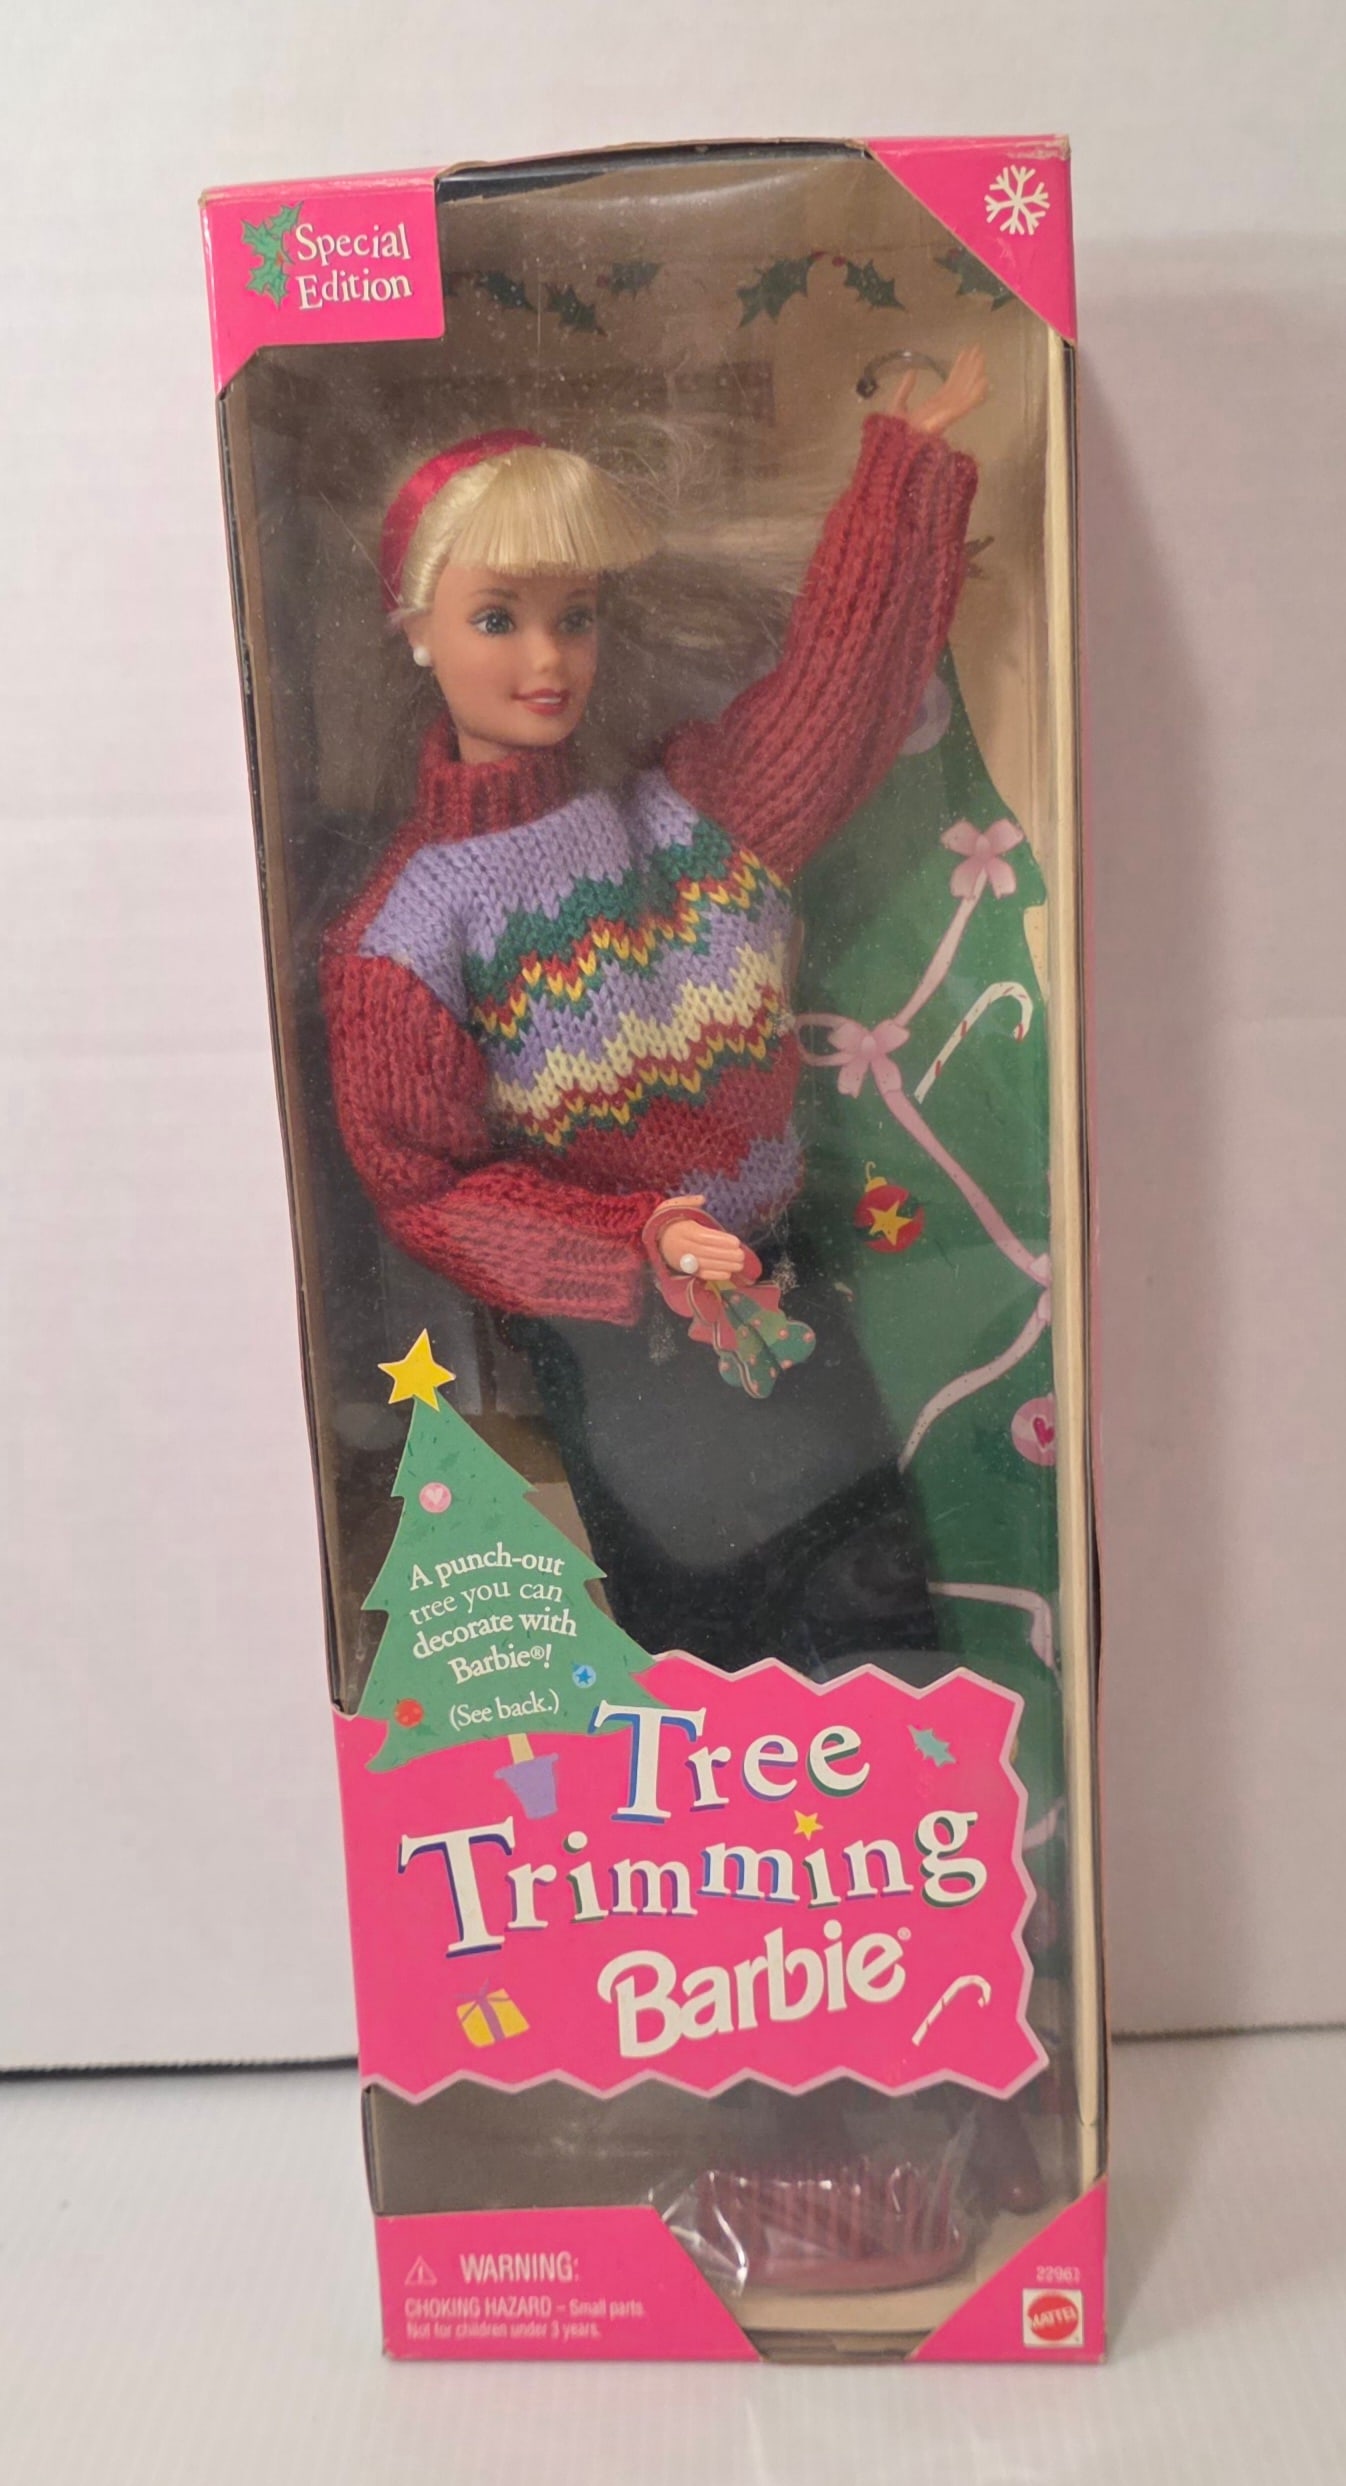 Special
Edition
A punch-out
tree you can
decorate with
Barbie®!
(See back.)
Tree
Trimming
Barbie®
WARNING:
CHOKING HAZARD – Small parts.
Not for children under 3 years.
22967
MATTEL